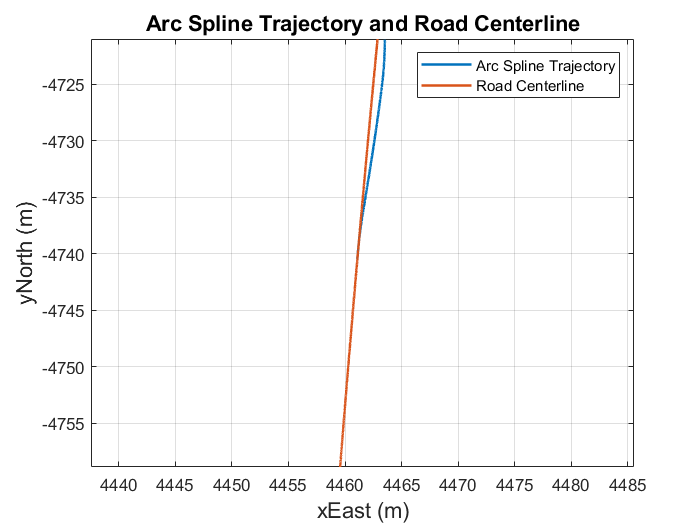 Arc Spline Trajectory and Road Centerline
Arc Spline Trajectory
Road Centerline
-4725
-4730
-4735
-4740
-4745
-4750
-4755
yNorth (m)
4440 4445 4450 4455 4460 4465 4470 4475 4480 4485
xEast (m)